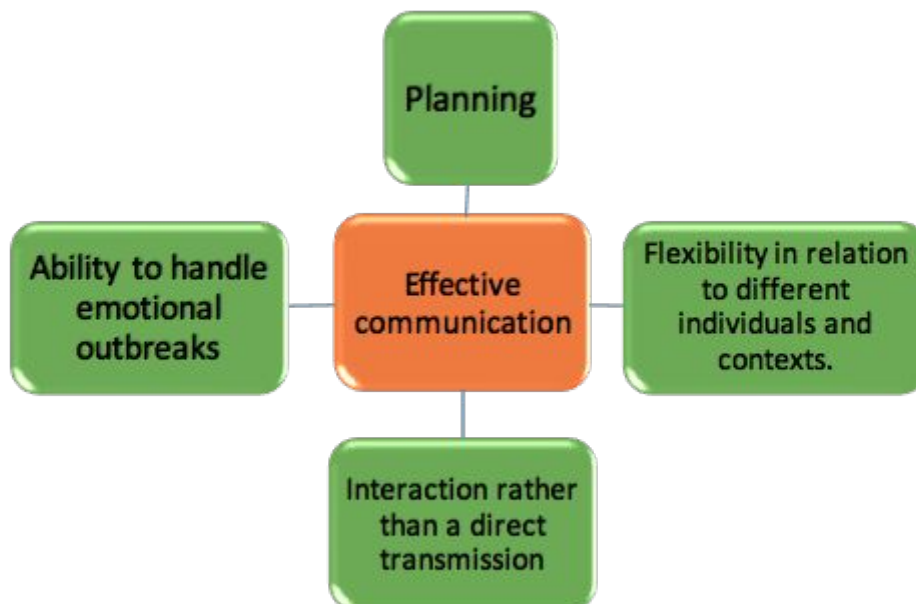 Planning
Ability to handle
emotional
outbreaks
Effective
communication
Flexibility in relation
to different
individuals and
contexts.
Interaction rather
than a direct
transmission